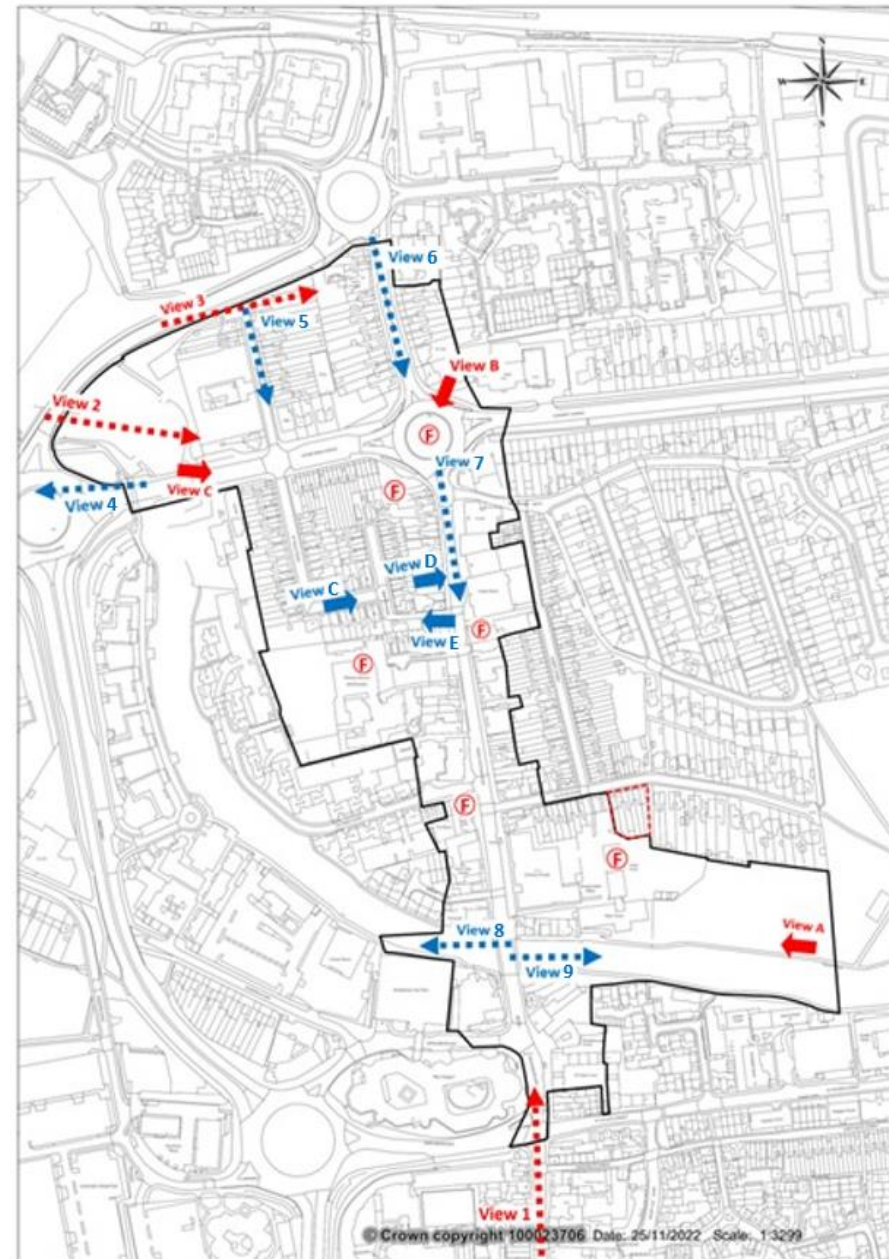 N
W
E
S
View 6
View 3
View 5
View B
View 2
F
View 7
View C
View 4
F
View D
View C
F
View E
F
F
F
View 8
View A
View 9
View 1
© Crown copyright 100023706 Date: 25/11/2022 Scale: 1:3299